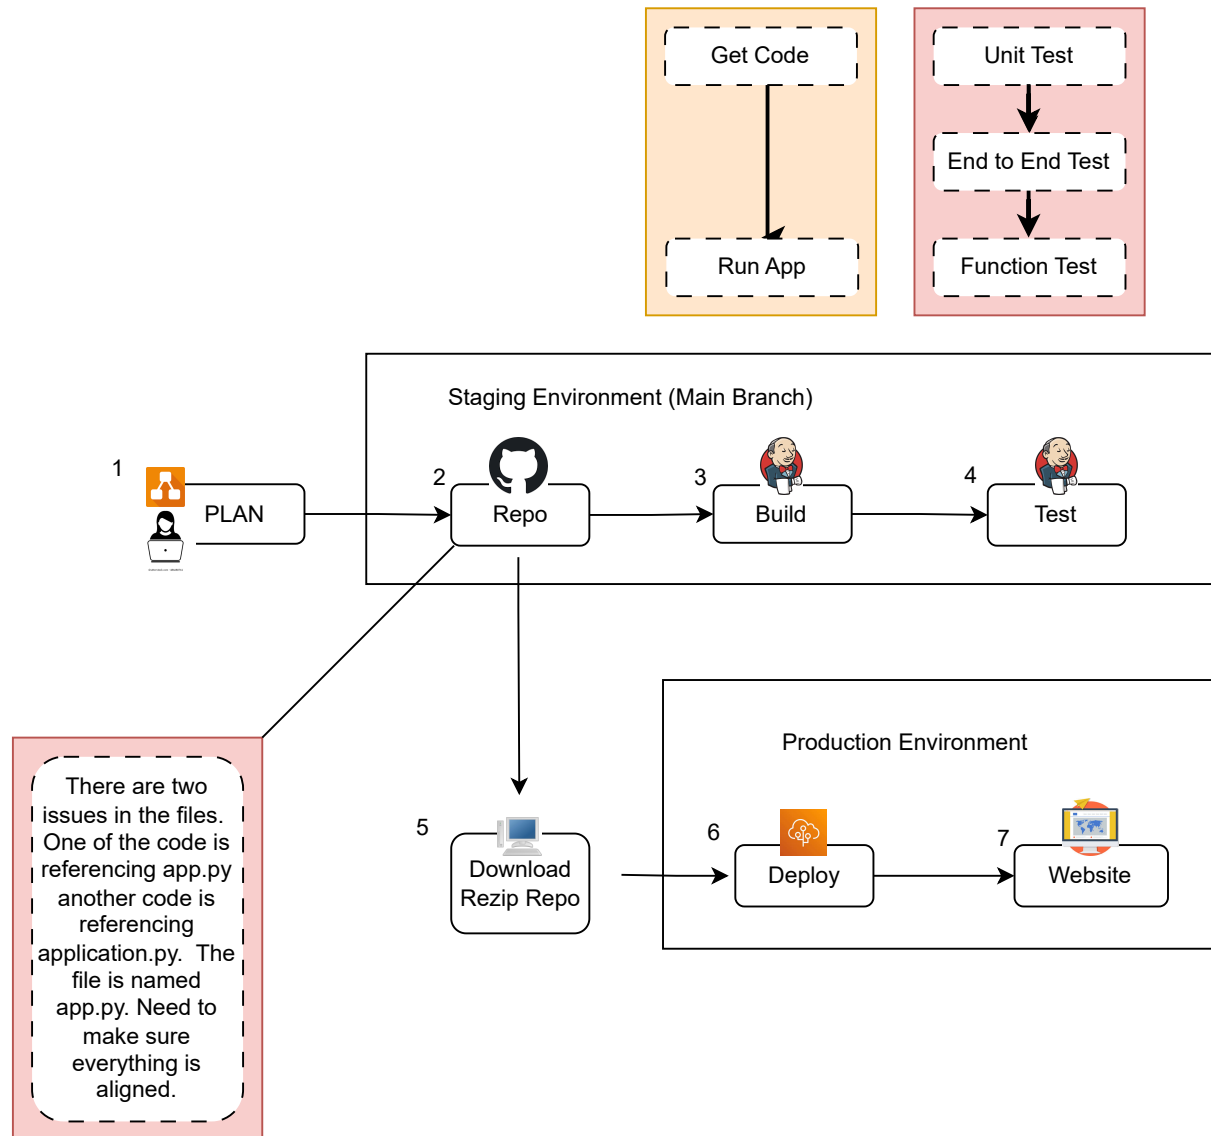 Get Code
Unit Test
End to End Test
Run App
Function Test
Staging Environment (Main Branch)
1
PLAN
2
Repo
3
Build
4
Test
There are two
issues in the files.
One of the code is
referencing app.py
another code is
referencing
application.py.  The
file is named
app.py. Need to
make sure
everything is
aligned.
Production Environment
5
Download
Rezip Repo
6
Deploy
7
Website